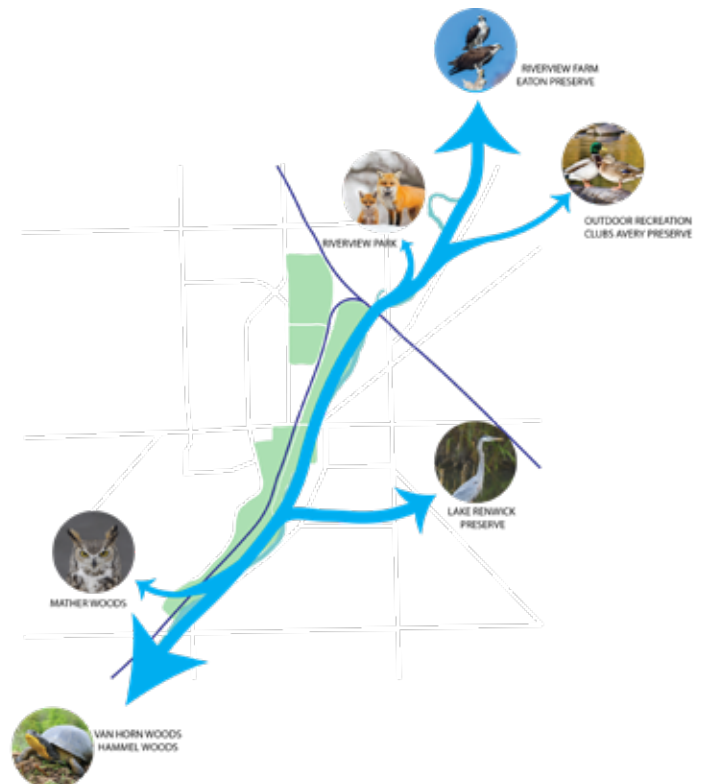 RIVERVIEW FARM
EATON PRESERVE
OUTDOOR RECREATION
CLUBS AVERY PRESERVE
RIVERVIEW PARK
LAKE RENWICK
PRESERVE
MATHER WOODS
VAN HORN WOODS
HAMMEL WOODS